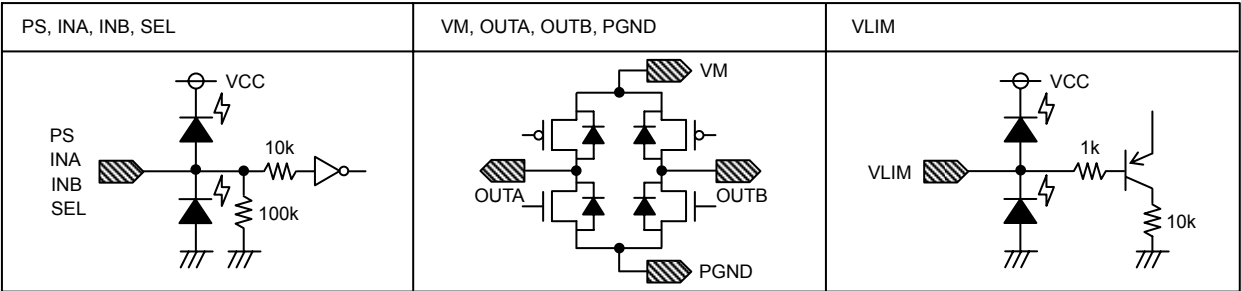 PS, INA, INB, SEL
VM, OUTA, OUTB, PGND
VLIM
VCC
PS
INA
INB
SEL
10k
100k
VM
OUTA
OUTB
PGND
VCC
VLIM
1k
10k